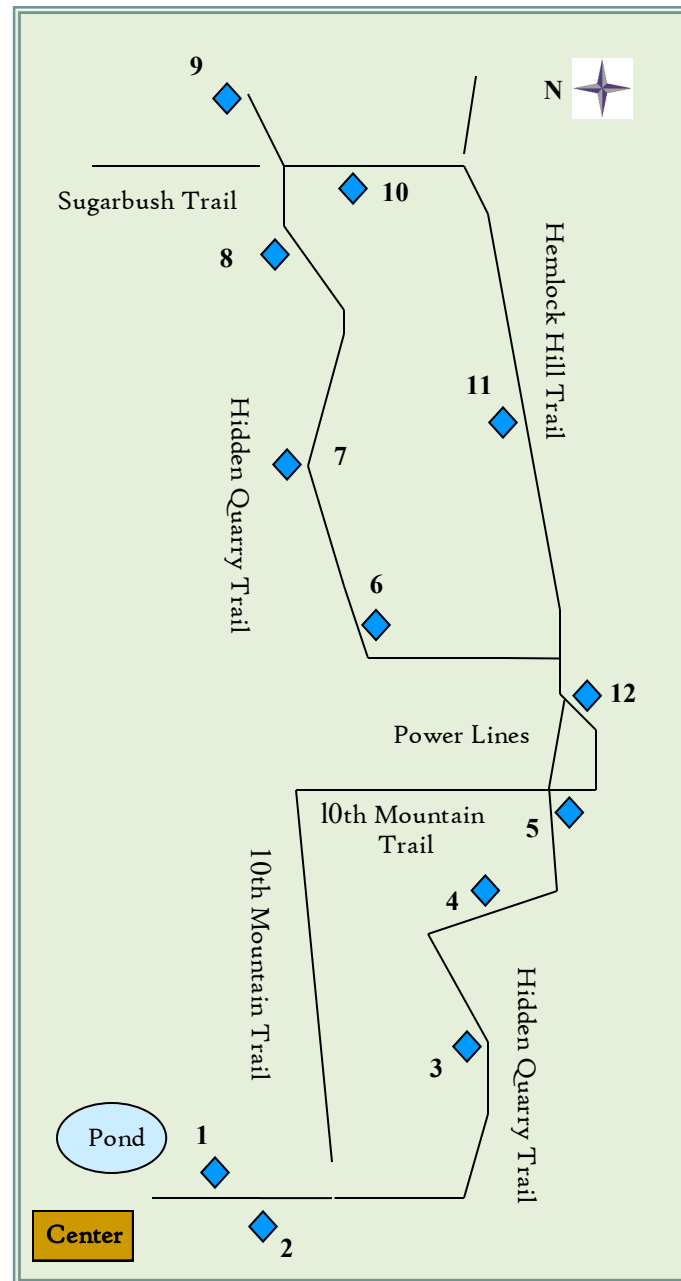 9
N
Sugarbush Trail
10
8
Hemlock Hill Trail
11
Hidden Quarry Trail
7
6
12
Power Lines
10th Mountain
Trail
5
10th Mountain Trail
4
Hidden Quarry Trail
3
Pond
1
Center
2